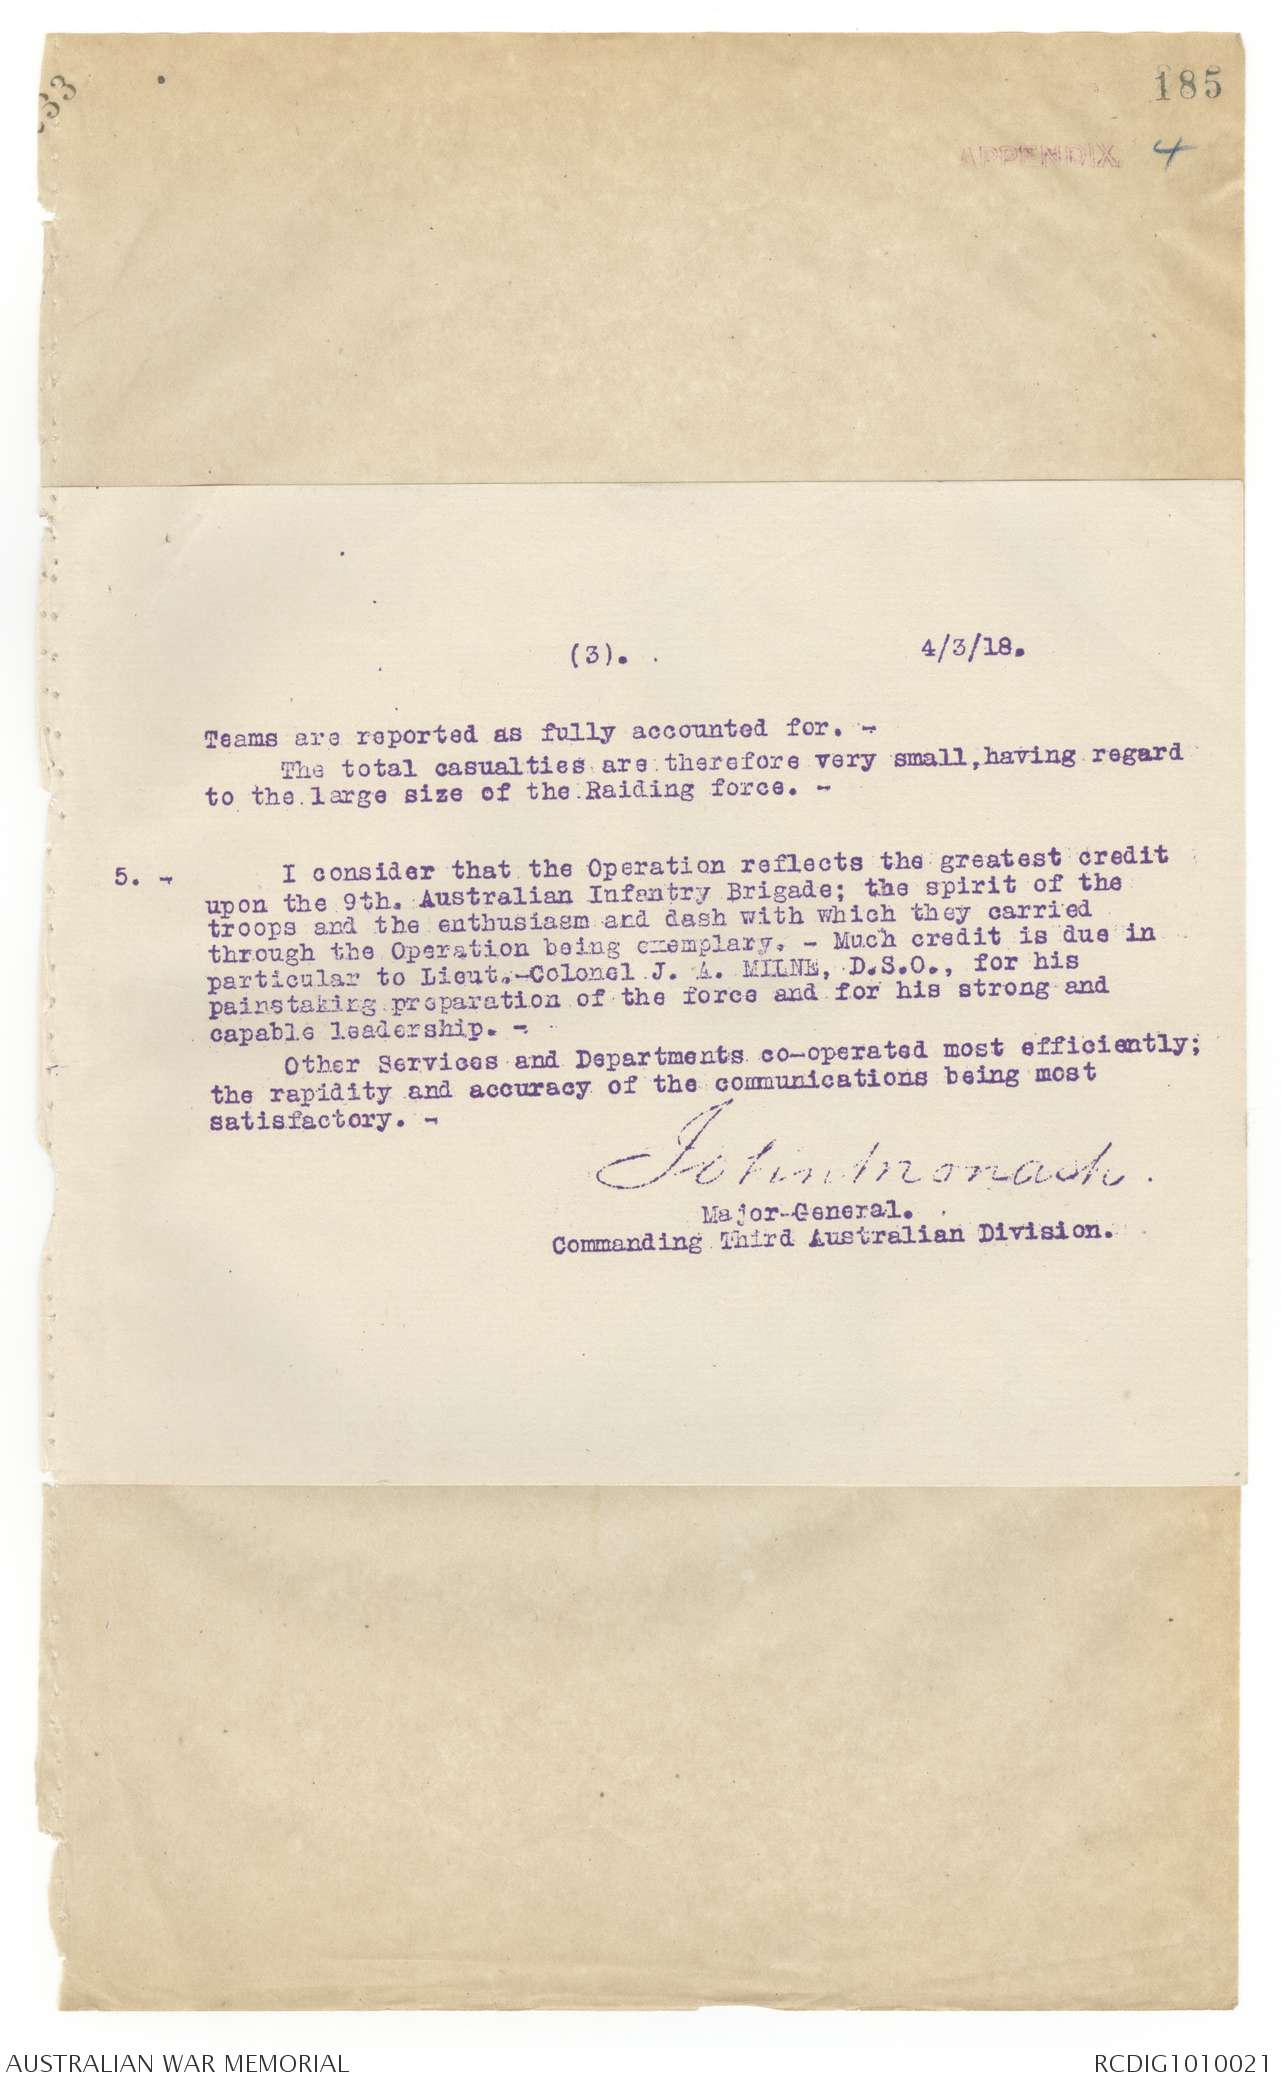 185
33
APPENDIX 4
(3). 4/3/18.
Teams are reported as fully accounted for. -
The total casualties are therefore very small, having regard
to the large size of the Raiding force. -
5. - I consider that the Operation reflects the greatest credit
upon the 9th. Australian Infantry Brigade; the spirit of the
troops and the enthusiasm and dash with which they carried
through the Operation being exemplary. - Much credit is due in
particular to Lieut.-Colonel J. A. MILNE, D.S.O., for his
painstaking preparation of the force and for his strong and
capable leadership. -
Other Services and Departments co-operated most efficiently;
the rapidity and accuracy of the communications being most
satisfactory. -
John Monash.
Major-General.
Commanding Third Australian Division.
AUSTRALIAN WAR MEMORIAL
RCDIG1010021